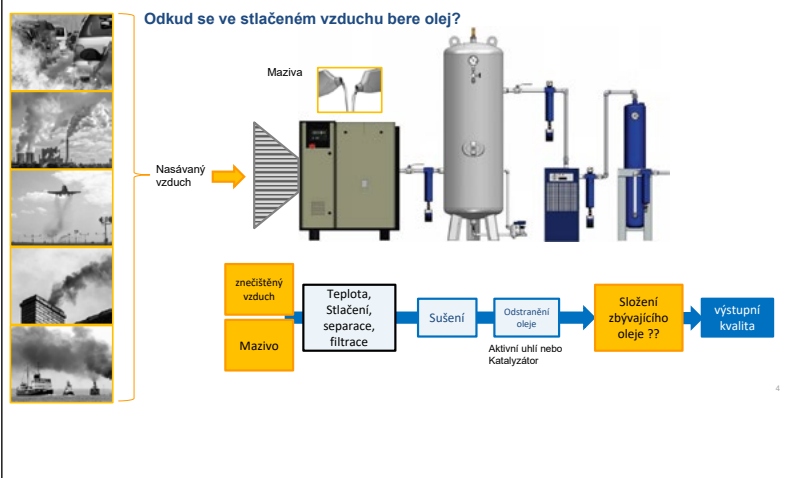 Odkud se ve stlačeném vzduchu bere olej?
Maziva
Nasávaný
vzduch
znečištěný
vzduch
Mazivo
Teplota,
Stlačení,
separace,
filtrace
Sušení
Odstranění
oleje
Aktivní uhlí nebo
Katalyzátor
Složení
zbývajícího
oleje ??
výstupní
kvalita
4